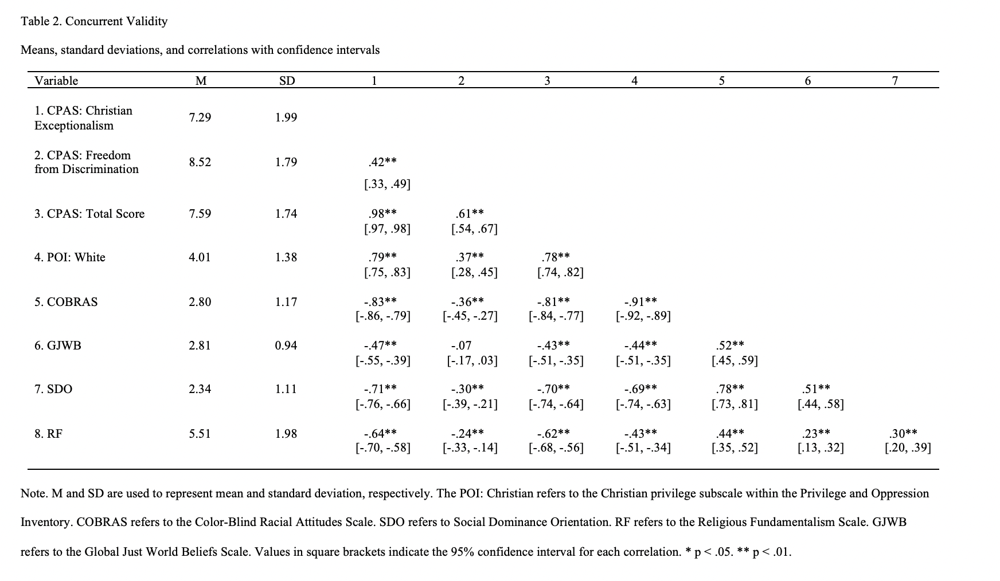 Table 2. Concurrent Validity
Means, standard deviations, and correlations with confidence intervals
Variable M SD 1 2 3 4 5 6 7
1. CPAS: Christian
Exceptionalism 7.29 1.99
2. CPAS: Freedom
from Discrimination 8.52 1.79 .42**
[.33, .49]
3. CPAS: Total Score 7.59 1.74 .98** .61**
[.97, .98] [.54, .67]
4. POI: White 4.01 1.38 .79** .37** .78**
[.75, .83] [.28, .45] [.74, .82]
5. COBRAS 2.80 1.17 -.83** -.36** -.81** -.91**
[-.86, -.79] [-.45, -.27] [-.84, -.77] [-.92, -.89]
6. GJWB 2.81 0.94 -.47** -.07 -.43** -.44** .52**
[-.55, -.39] [-.17, .03] [-.51, -.35] [-.51, -.35] [.45, .59]
7. SDO 2.34 1.11 -.71** -.30** -.70** -.69** .78** .51**
[-.76, -.66] [-.39, -.21] [-.74, -.64] [-.74, -.63] [.73, .81] [.44, .58]
8. RF 5.51 1.98 -.64** -.24** -.62** -.43** .44** .23** .30**
[-.70, -.58] [-.33, -.14] [-.68, -.56] [-.51, -.34] [.35, .52] [.13, .32] [.20, .39]
Note. M and SD are used to represent mean and standard deviation, respectively. The POI: Christian refers to the Christian privilege subscale within the Privilege and Oppression
Inventory. COBRAS refers to the Color-Blind Racial Attitudes Scale. SDO refers to Social Dominance Orientation. RF refers to the Religious Fundamentalism Scale. GJWB
refers to the Global Just World Beliefs Scale. Values in square brackets indicate the 95% confidence interval for each correlation. * p < .05. ** p < .01.